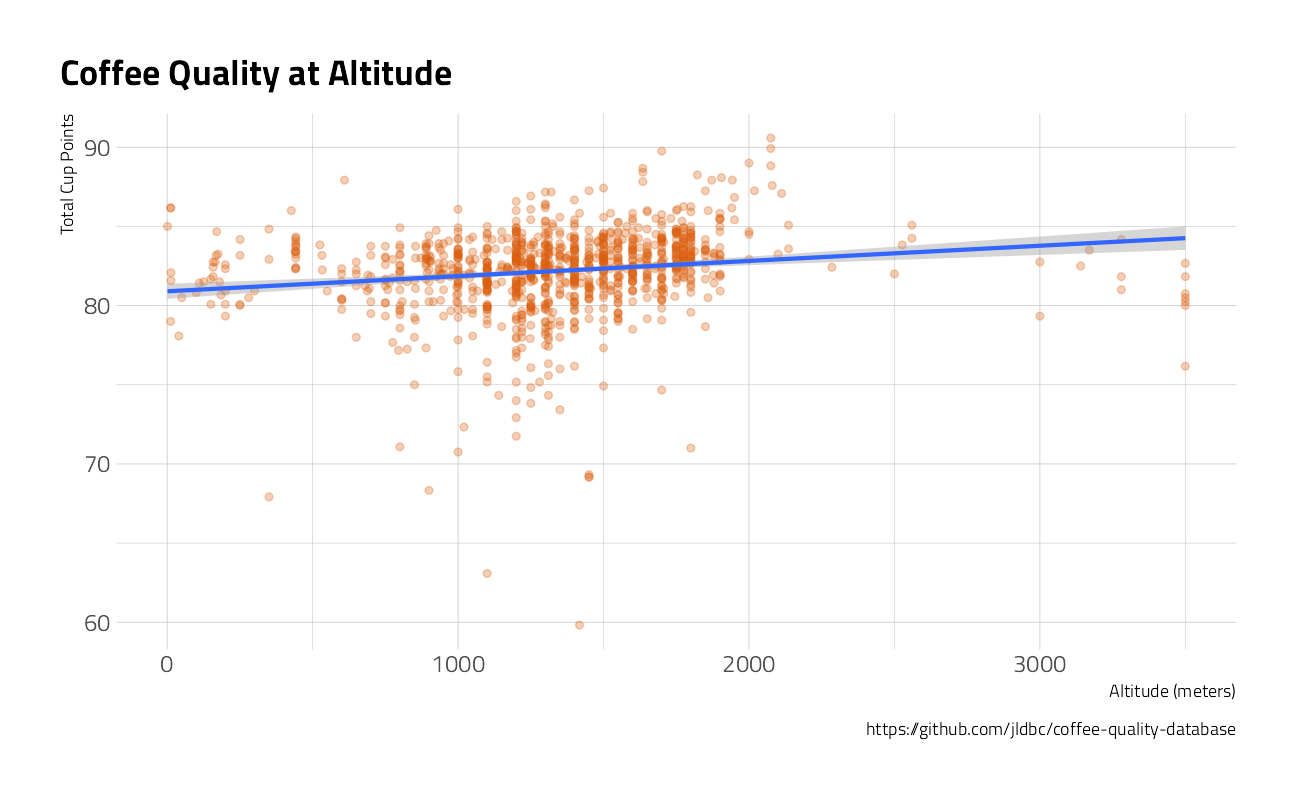 Coffee Quality at Altitude
Total Cup Points
90
80
70
60
0 1000 2000 3000
Altitude (meters)
https://github.com/jldbc/coffee-quality-database